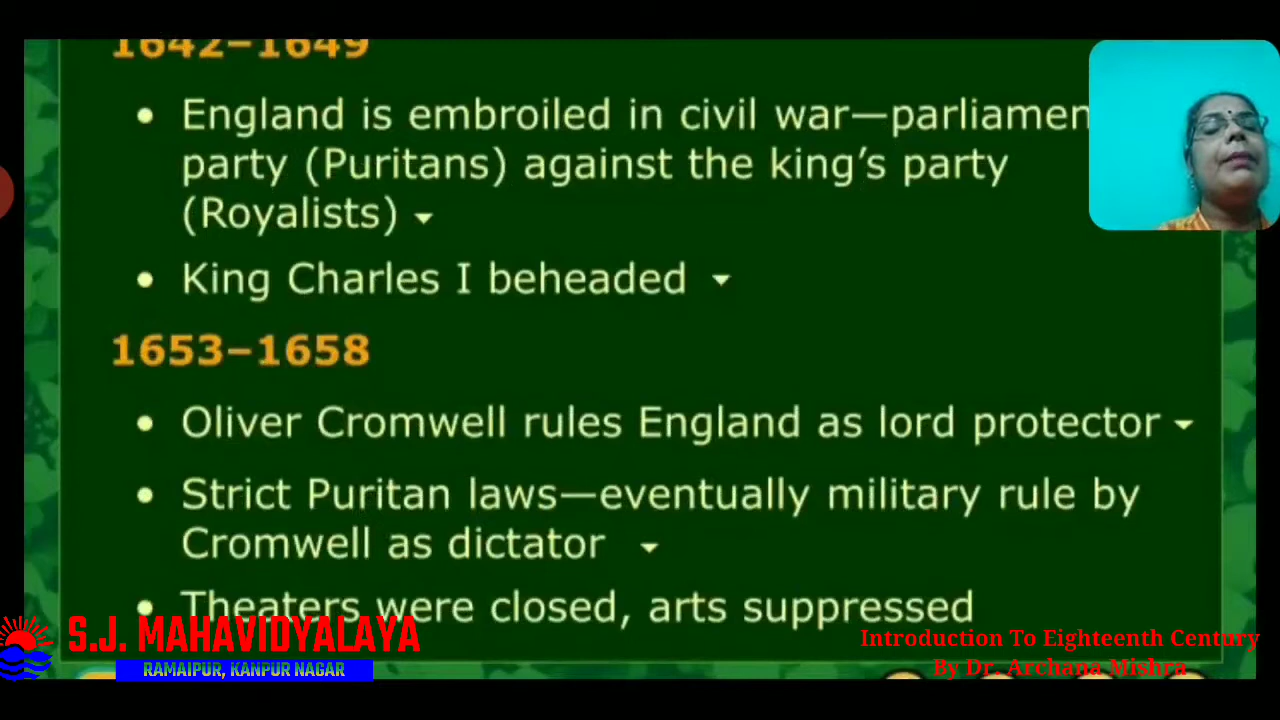 1642–1649
• England is embroiled in civil war—parliamen
party (Puritans) against the king's party
(Royalists)
• King Charles I beheaded
1653–1658
• Oliver Cromwell rules England as lord protector
• Strict Puritan laws—eventually military rule by
Cromwell as dictator
• Theaters were closed, arts suppressed
S.J. MAHAVIDYALAYA
RAMAIPUR, KANPUR NAGAR
Introduction To Eighteenth Century
By Dr. Archana Mishra